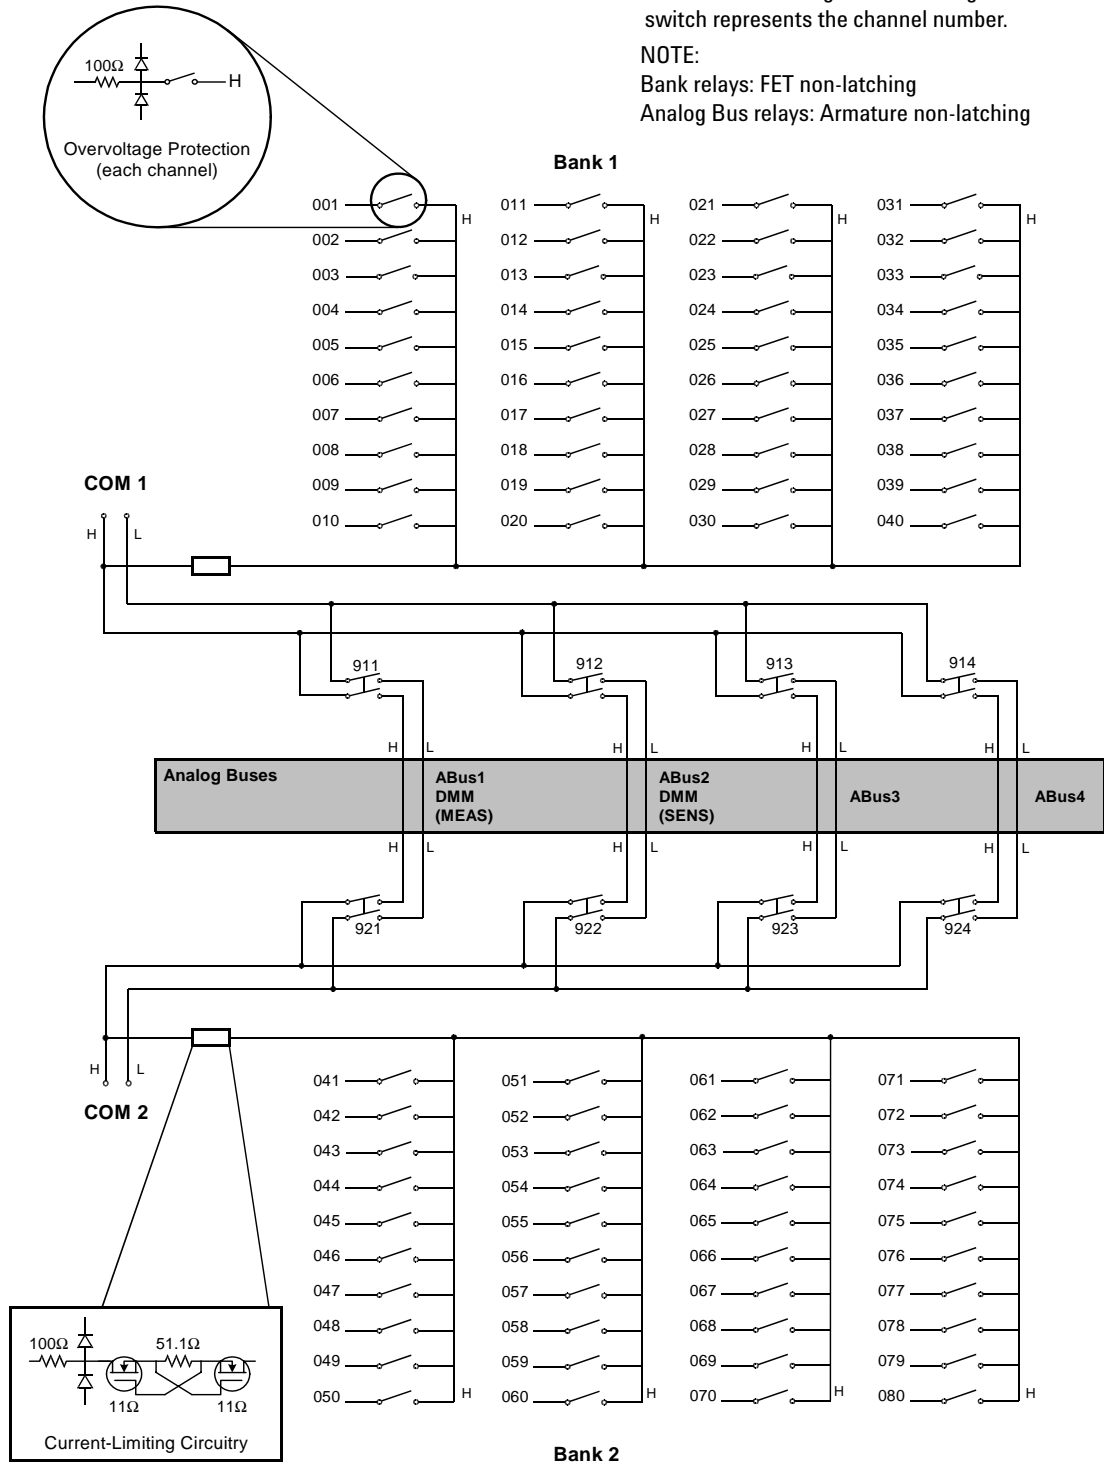 switch represents the channel number.
NOTE:
Bank relays: FET non-latching
Analog Bus relays: Armature non-latching
100Ω
H
Overvoltage Protection
(each channel)
Bank 1
001 011 021 031
H H H H
002 012 022 032
003 013 023 033
004 014 024 034
005 015 025 035
006 016 026 036
007 017 027 037
008 018 028 038
009 019 029 039
010 020 030 040
COM 1
H L
911 912 913 914
H L H L H L H L
Analog Buses
ABus1
DMM
(MEAS)
ABus2
DMM
(SENS)
ABus3
ABus4
H L H L H L H L
921 922 923 924
H L
COM 2
041 051 061 071
042 052 062 072
043 053 063 073
044 054 064 074
045 055 065 075
046 056 066 076
047 057 067 077
048 058 068 078
049 059 069 079
050 060 070 080
H H H H
100Ω 51.1Ω
11Ω 11Ω
Current-Limiting Circuitry
Bank 2